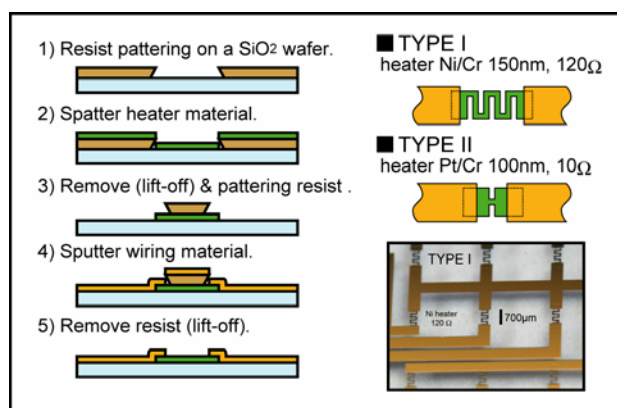 1) Resist pattering on a SiO2 wafer.
2) Spatter heater material.
3) Remove (lift-off) & pattering resist .
4) Sputter wiring material.
5) Remove resist (lift-off).
■ TYPE I
heater Ni/Cr 150nm, 120Ω
■ TYPE II
heater Pt/Cr 100nm, 10Ω
TYPE I
Ni heater
120 Ω
700μm